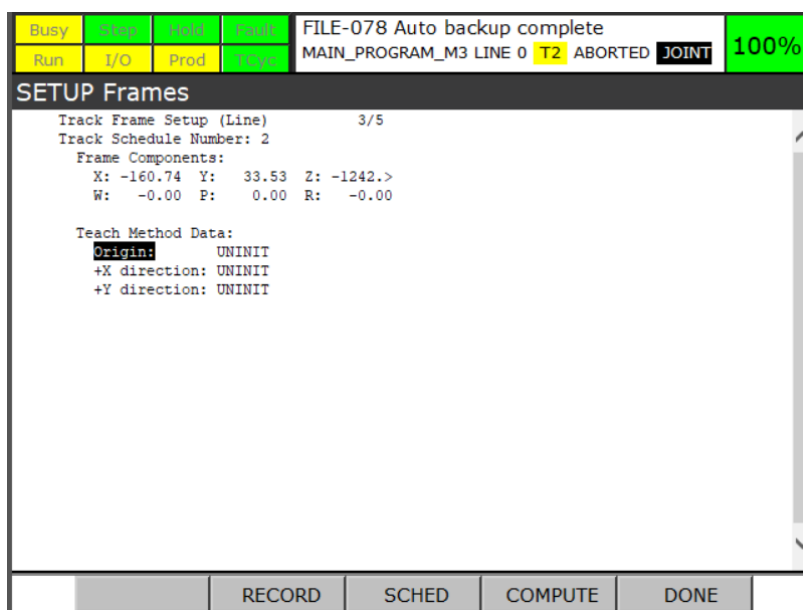 Busy Step Hold Fault FILE-078 Auto backup complete
Run I/O Prod TCyc MAIN_PROGRAM_M3 LINE 0 T2 ABORTED JOINT 100%
SETUP Frames
Track Frame Setup (Line) 3/5
Track Schedule Number: 2
Frame Components:
X: -160.74 Y: 33.53 Z: -1242.>
W: -0.00 P: 0.00 R: -0.00
Teach Method Data:
Origin: UNINIT
+X direction: UNINIT
+Y direction: UNINIT
RECORD SCHED COMPUTE DONE